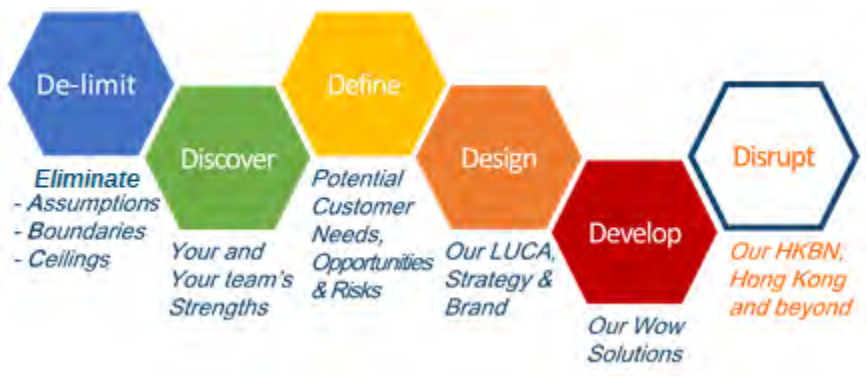 De-limit
Eliminate
- Assumptions
- Boundaries
- Ceilings
Discover
Your and
Your team's
Strengths
Define
Potential
Customer
Needs,
Opportunities
& Risks
Design
Our LUCA,
Strategy &
Brand
Develop
Our Wow
Solutions
Disrupt
Our HKBN,
Hong Kong
and beyond